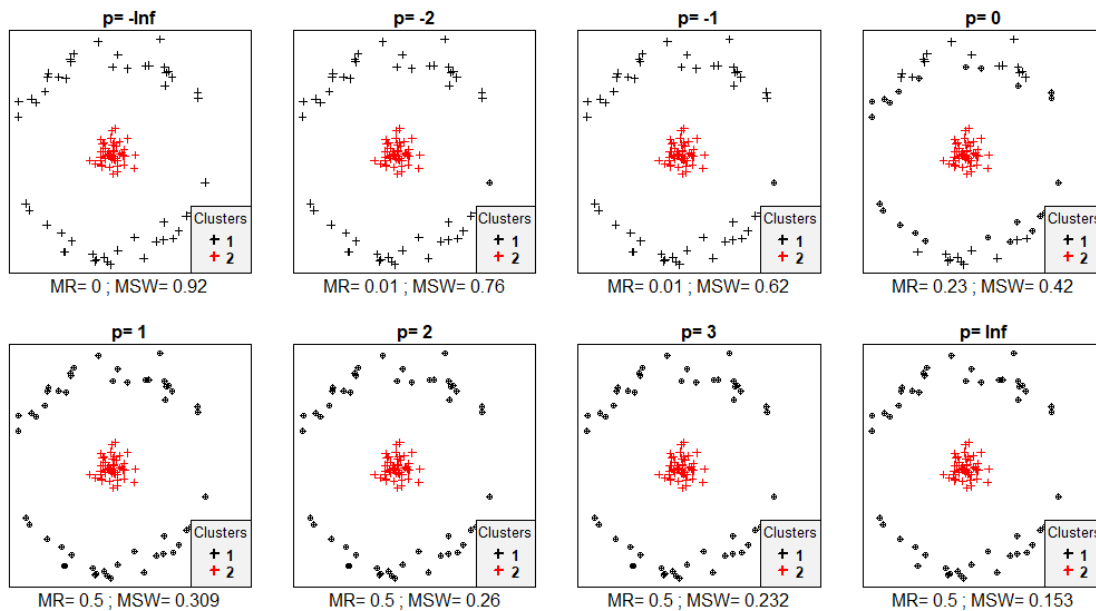 p= -Inf
p= -2
p= -1
p= 0
Clusters
+ 1
+ 2
Clusters
+ 1
+ 2
Clusters
+ 1
+ 2
Clusters
+ 1
+ 2
MR= 0 ; MSW= 0.92
MR= 0.01 ; MSW= 0.76
MR= 0.01 ; MSW= 0.62
MR= 0.23 ; MSW= 0.42
p= 1
p= 2
p= 3
p= Inf
Clusters
+ 1
+ 2
Clusters
+ 1
+ 2
Clusters
+ 1
+ 2
Clusters
+ 1
+ 2
MR= 0.5 ; MSW= 0.309
MR= 0.5 ; MSW= 0.26
MR= 0.5 ; MSW= 0.232
MR= 0.5 ; MSW= 0.153